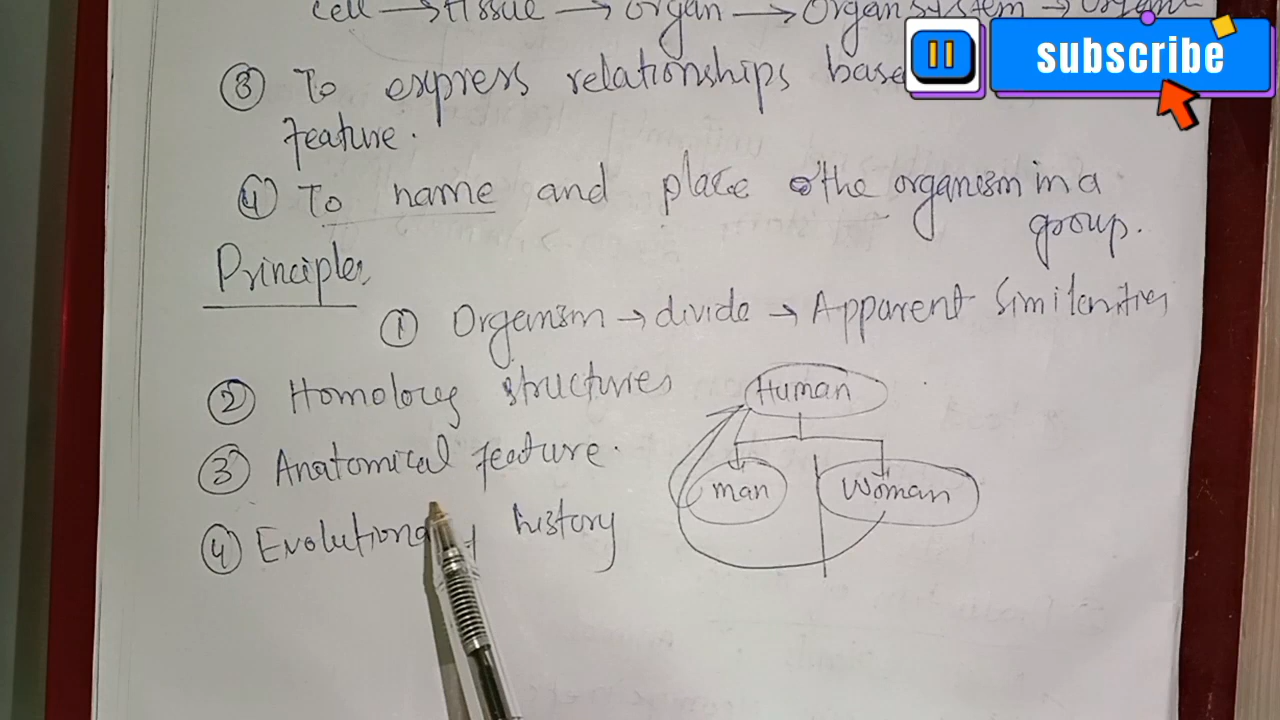 cell → Tissue → organ → Organ system →
subscribe
③ To express relationships base
feature.
④ To name and place the organism in a
group.
Principles
① Organism → divide → Apparent Similarities
② Homology structures
Human
③ Anatomical feature.
man
Woman
④ Evolutionary history